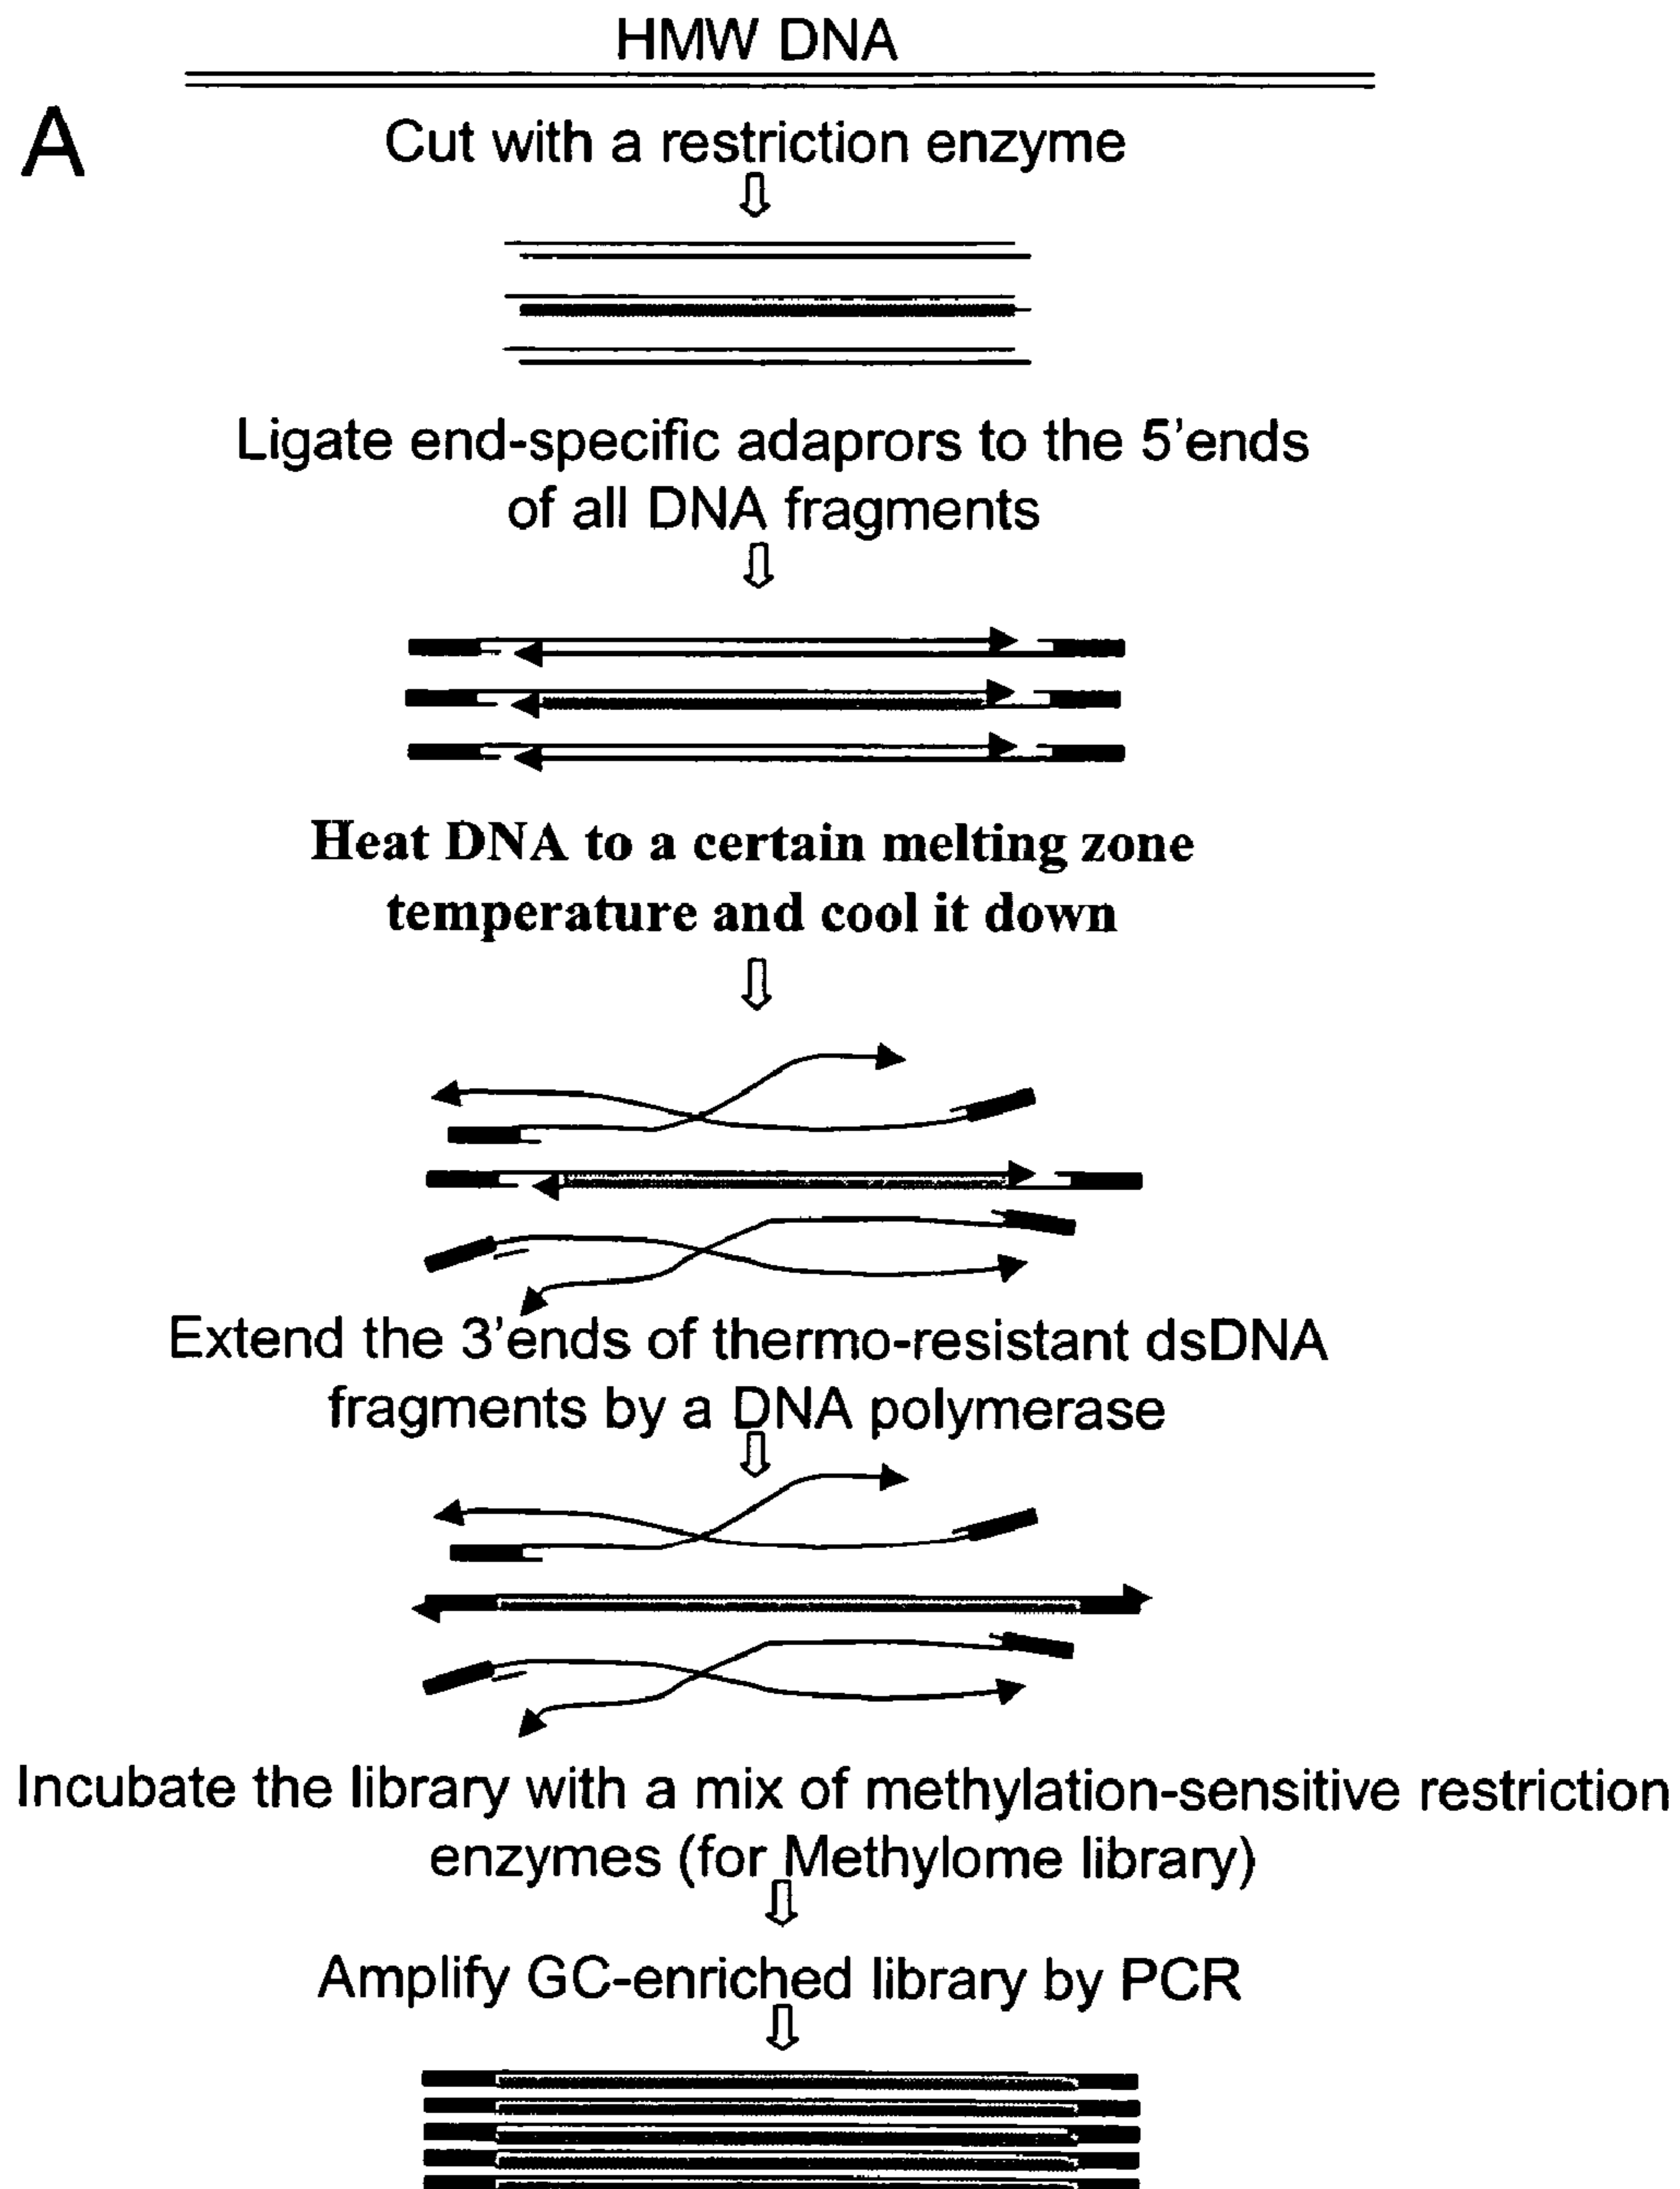 HMW DNA
A
Cut with a restriction enzyme
Ligate end-specific adaprors to the 5'ends
of all DNA fragments
Heat DNA to a certain melting zone
temperature and cool it down
Extend the 3'ends of thermo-resistant dsDNA
fragments by a DNA polymerase
Incubate the library with a mix of methylation-sensitive restriction
enzymes (for Methylome library)
Amplify GC-enriched library by PCR